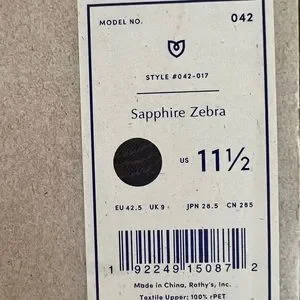 MODEL NO. 042
STYLE #042-017
Sapphire Zebra
US 11½
EU 42.5 UK 9 JPN 28.5 CN 285
1 92249 15087 2
Made in China, Rothy's, Inc.
Textile Upper: 100% rPET